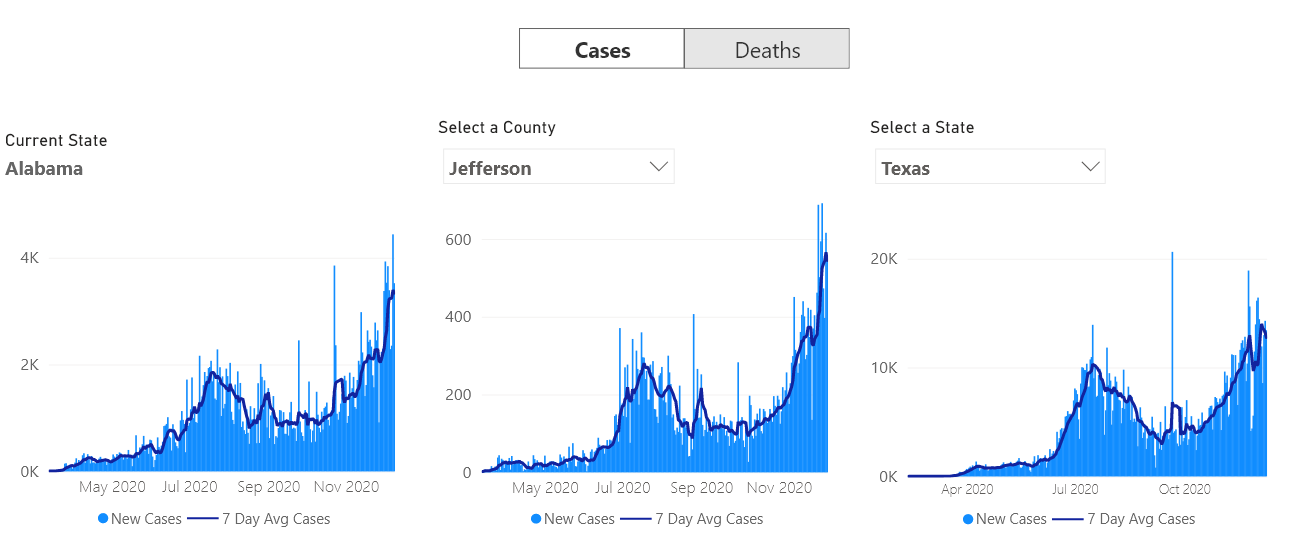 Cases Deaths
Current State
Alabama
Select a County
Jefferson
Select a State
Texas
4K
2K
0K
May 2020 Jul 2020 Sep 2020 Nov 2020
New Cases 7 Day Avg Cases
600
400
200
0
May 2020 Jul 2020 Sep 2020 Nov 2020
New Cases 7 Day Avg Cases
20K
10K
0K
Apr 2020 Jul 2020 Oct 2020
New Cases 7 Day Avg Cases